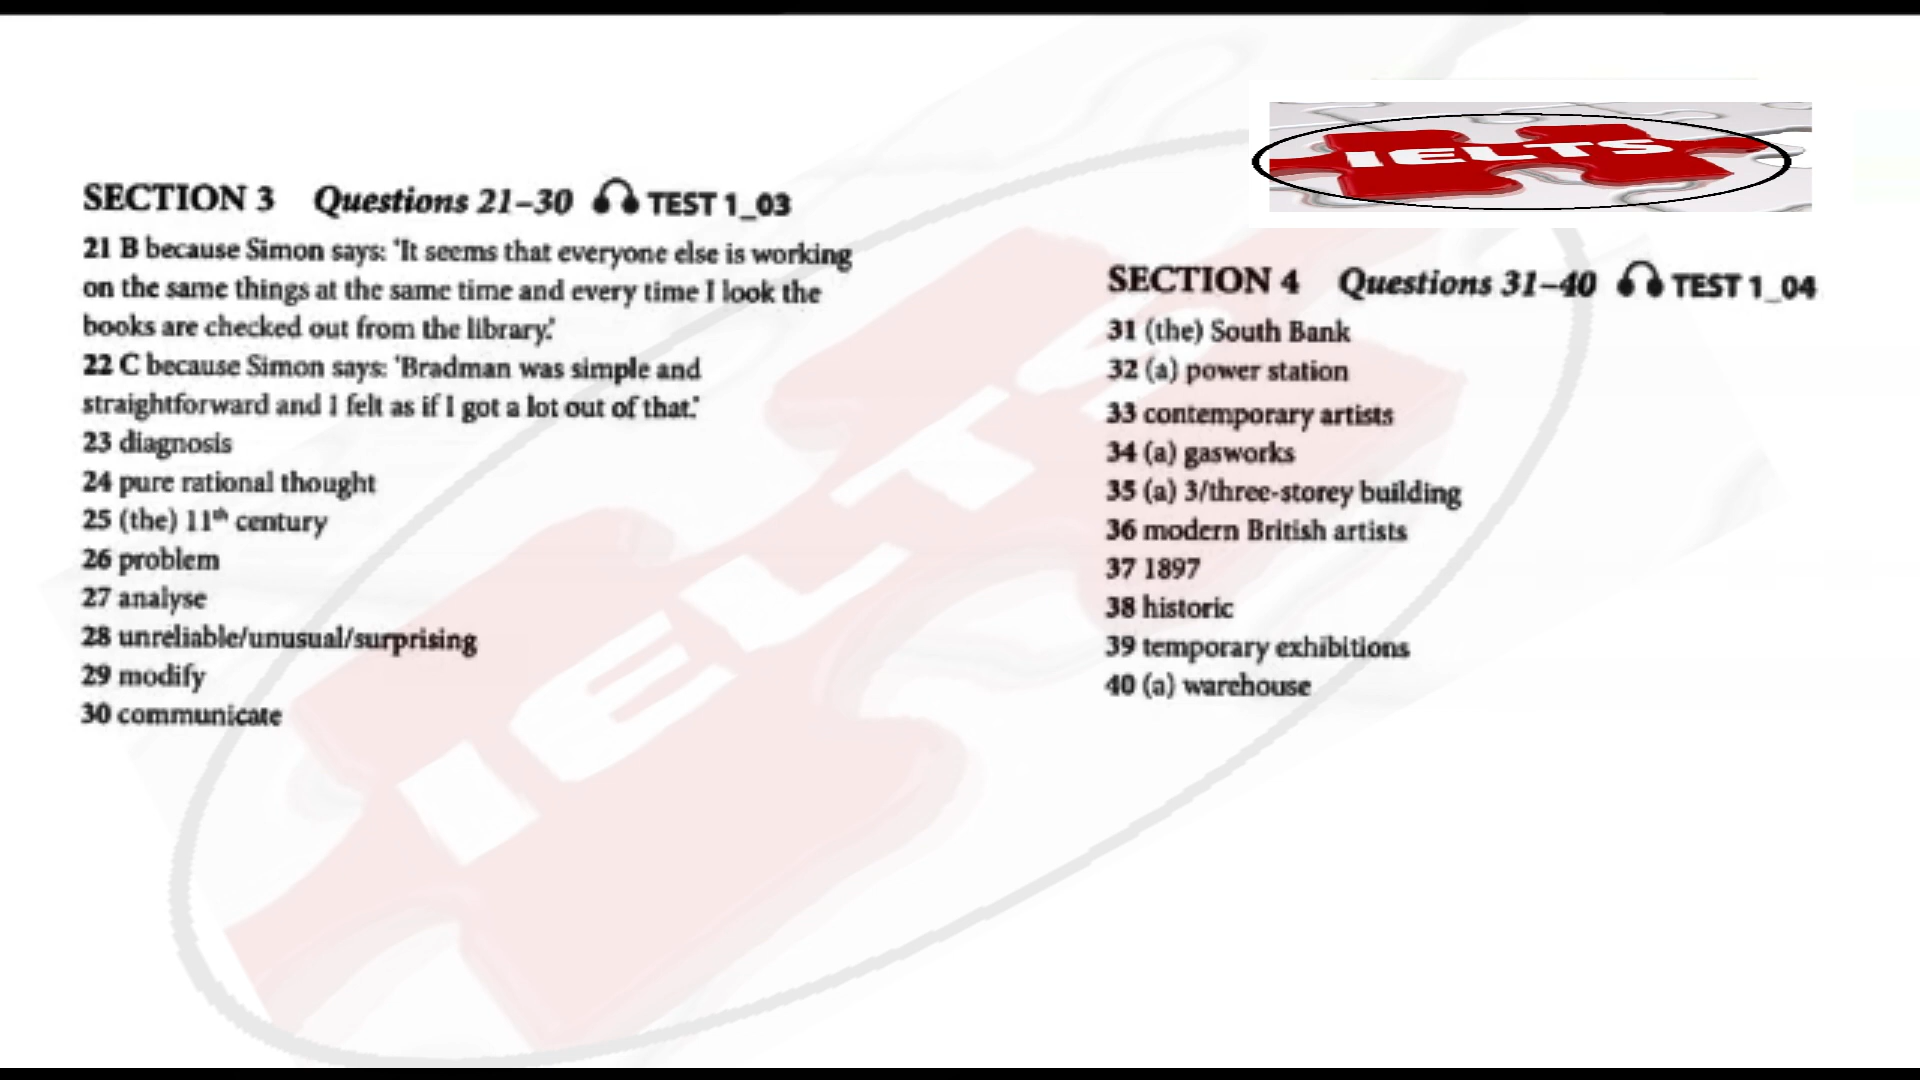 IELTS
SECTION 3 Questions 21–30 TEST 1_03
21 B because Simon says: 'It seems that everyone else is working
on the same things at the same time and every time I look the
books are checked out from the library.'
22 C because Simon says: 'Bradman was simple and
straightforward and I felt as if I got a lot out of that.'
23 diagnosis
24 pure rational thought
25 (the) 11th century
26 problem
27 analyse
28 unreliable/unusual/surprising
29 modify
30 communicate
SECTION 4 Questions 31–40 TEST 1_04
31 (the) South Bank
32 (a) power station
33 contemporary artists
34 (a) gasworks
35 (a) 3/three-storey building
36 modern British artists
37 1897
38 historic
39 temporary exhibitions
40 (a) warehouse
IELTS